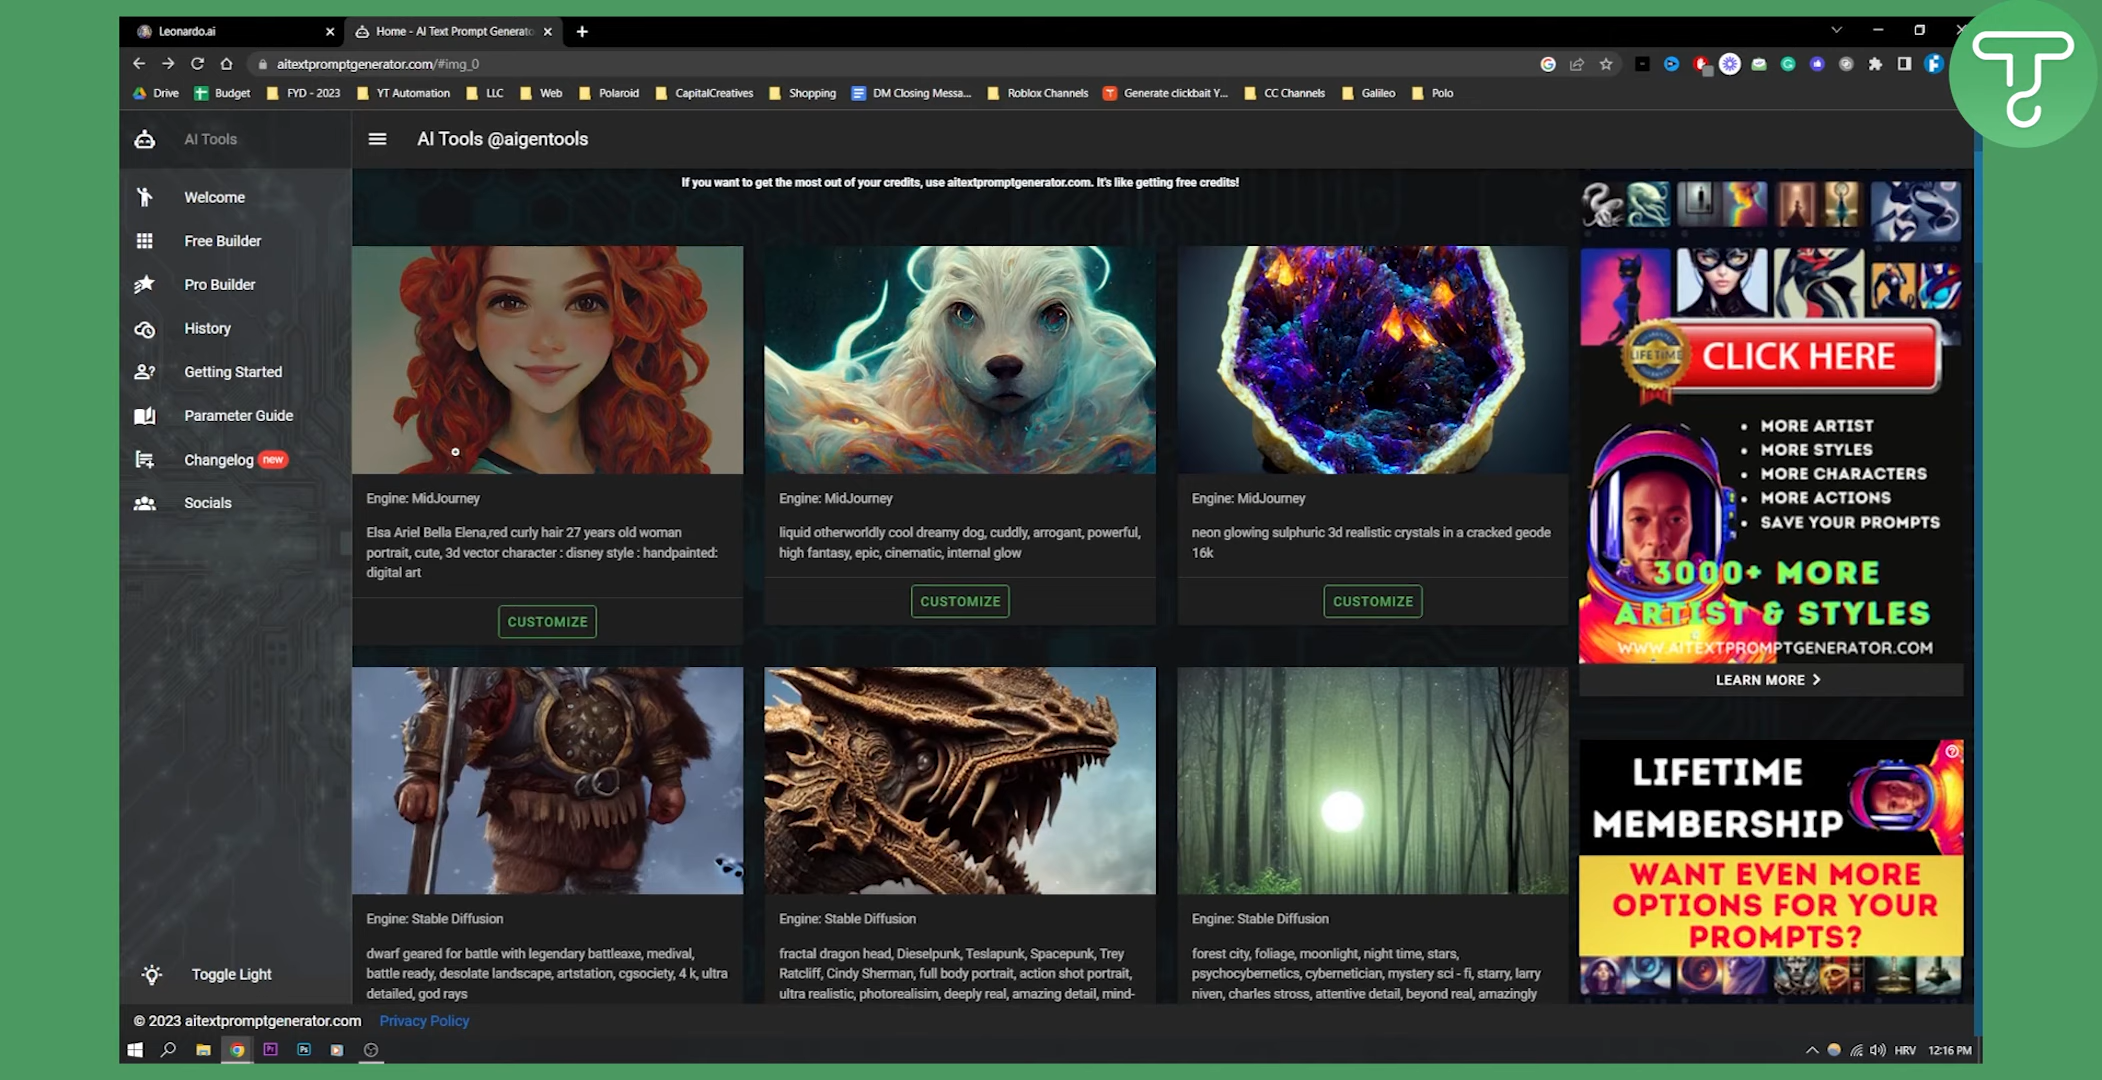 Leonardo.ai
Home - AI Text Prompt Generato
aitextpromptgenerator.com/#img_0
Drive
Budget
FYD - 2023
YT Automation
LLC
Web
Polaroid
CapitalCreatives
Shopping
DM Closing Messa...
Roblox Channels
Generate clickbait Y...
CC Channels
Galileo
Polo
AI Tools
AI Tools @aigentools
Welcome
Free Builder
Pro Builder
History
Getting Started
Parameter Guide
Changelog new
Socials
Toggle Light
If you want to get the most out of your credits, use aitextpromptgenerator.com. It's like getting free credits!
Engine: MidJourney
Elsa Ariel Bella Elena,red curly hair 27 years old woman
portrait, cute, 3d vector character : disney style : handpainted:
digital art
CUSTOMIZE
Engine: MidJourney
liquid otherworldly cool dreamy dog, cuddly, arrogant, powerful,
high fantasy, epic, cinematic, internal glow
CUSTOMIZE
Engine: MidJourney
neon glowing sulphuric 3d realistic crystals in a cracked geode
16k
CUSTOMIZE
Engine: Stable Diffusion
dwarf geared for battle with legendary battleaxe, medival,
battle ready, desolate landscape, artstation, cgsociety, 4 k, ultra
detailed, god rays
Engine: Stable Diffusion
fractal dragon head, Dieselpunk, Teslapunk, Spacepunk, Trey
Ratcliff, Cindy Sherman, full body portrait, action shot portrait,
ultra realistic, photorealisim, deeply real, amazing detail, mind-
Engine: Stable Diffusion
forest city, foliage, moonlight, night time, stars,
psychocybernetics, cybernetician, mystery sci - fi, starry, larry
niven, charles stross, attentive detail, beyond real, amazingly
LIFETIME
CLICK HERE
• MORE ARTIST
• MORE STYLES
• MORE CHARACTERS
• MORE ACTIONS
• SAVE YOUR PROMPTS
3000+ MORE
ARTIST & STYLES
WWW.AITEXTPROMPTGENERATOR.COM
LEARN MORE
LIFETIME
MEMBERSHIP
WANT EVEN MORE
OPTIONS FOR YOUR
PROMPTS?
© 2023 aitextpromptgenerator.com Privacy Policy
Pr
Ps
HRV
12:16 PM